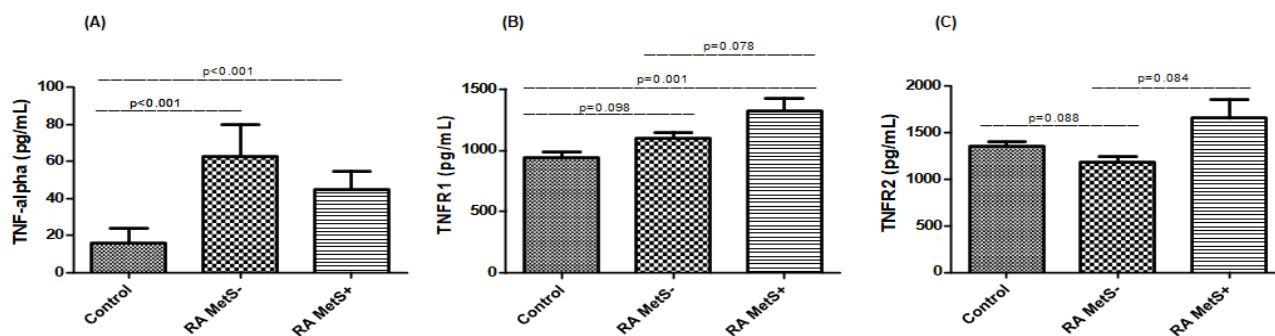 (A)
p<0.001
p<0.001
TNF-alpha (pg/mL)
100
80
60
40
20
0
Control
RA MetS-
RA MetS+
(B)
p=0.078
p=0.001
p=0.098
TNFR1 (pg/mL)
1500
1000
500
0
Control
RA MetS-
RA MetS+
(C)
p=0.084
p=0.088
TNFR2 (pg/mL)
2000
1500
1000
500
0
Control
RA MetS-
RA MetS+